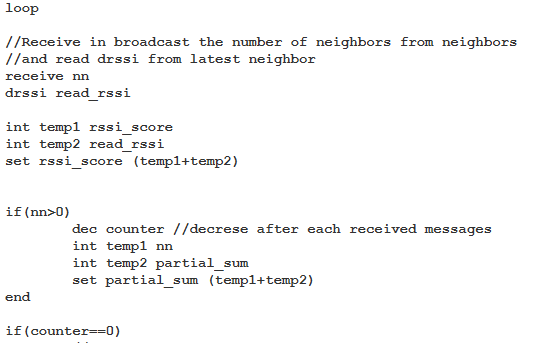 loop
//Receive in broadcast the number of neighbors from neighbors
//and read drssi from latest neighbor
receive nn
drssi read_rssi
int temp1 rssi_score
int temp2 read_rssi
set rssi_score (temp1+temp2)
if(nn>0)
dec counter //decrese after each received messages
int temp1 nn
int temp2 partial_sum
set partial_sum (temp1+temp2)
end
if(counter==0)